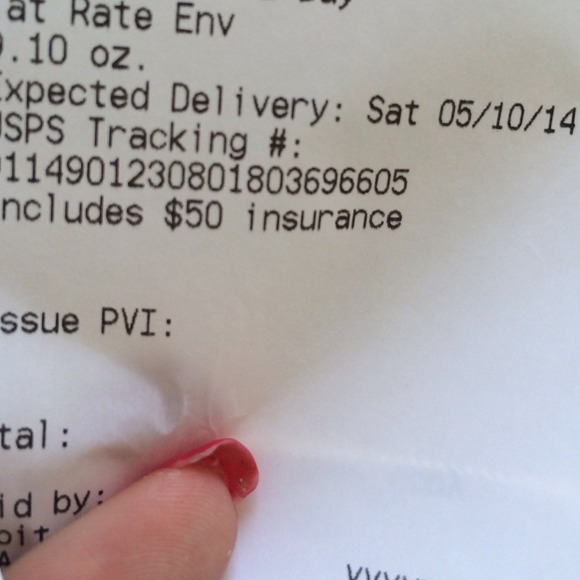 at Rate Env
.10 oz.
xpected Delivery: Sat 05/10/14
SPS Tracking #:
114901230801803696605
ncludes $50 insurance
ssue PVI:
tal:
id by: